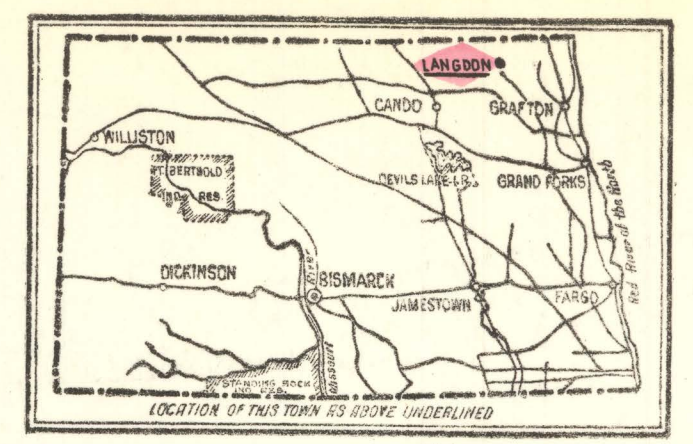 LANGDON
CANDO
GRAFTON
WILLISTON
FT. BERTHOLD
IND. RES.
DEVILS LAKE I.R.
GRAND FORKS
Red River of the North
DICKINSON
River
BISMARCK
JAMESTOWN
FARGO
STANDING ROCK
IND. RES.
Missouri
LOCATION OF THIS TOWN AS ABOVE UNDERLINED